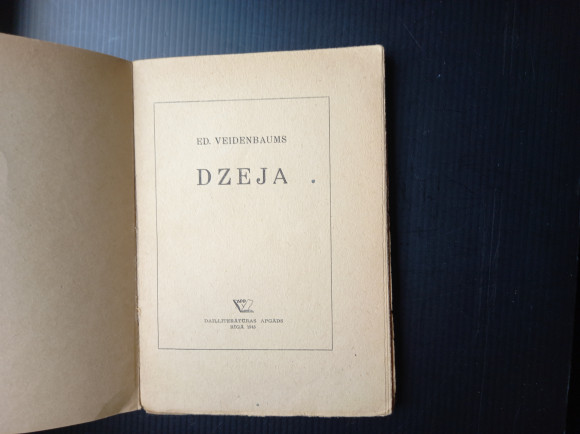 ED. VEIDENBAUMS
DZEJA
DAIĻLITERATŪRAS APGĀDS
RĪGĀ